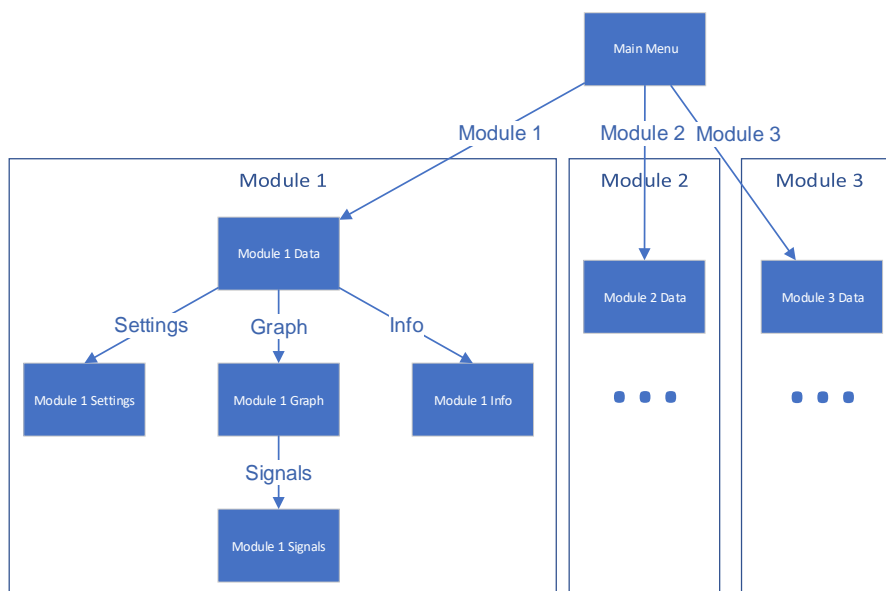 Main Menu
Module 1
Module 2
Module 3
Module 1
Module 2
Module 3
Module 1 Data
Module 2 Data
Module 3 Data
Settings
Graph
Info
Module 1 Settings
Module 1 Graph
Module 1 Info
Signals
Module 1 Signals